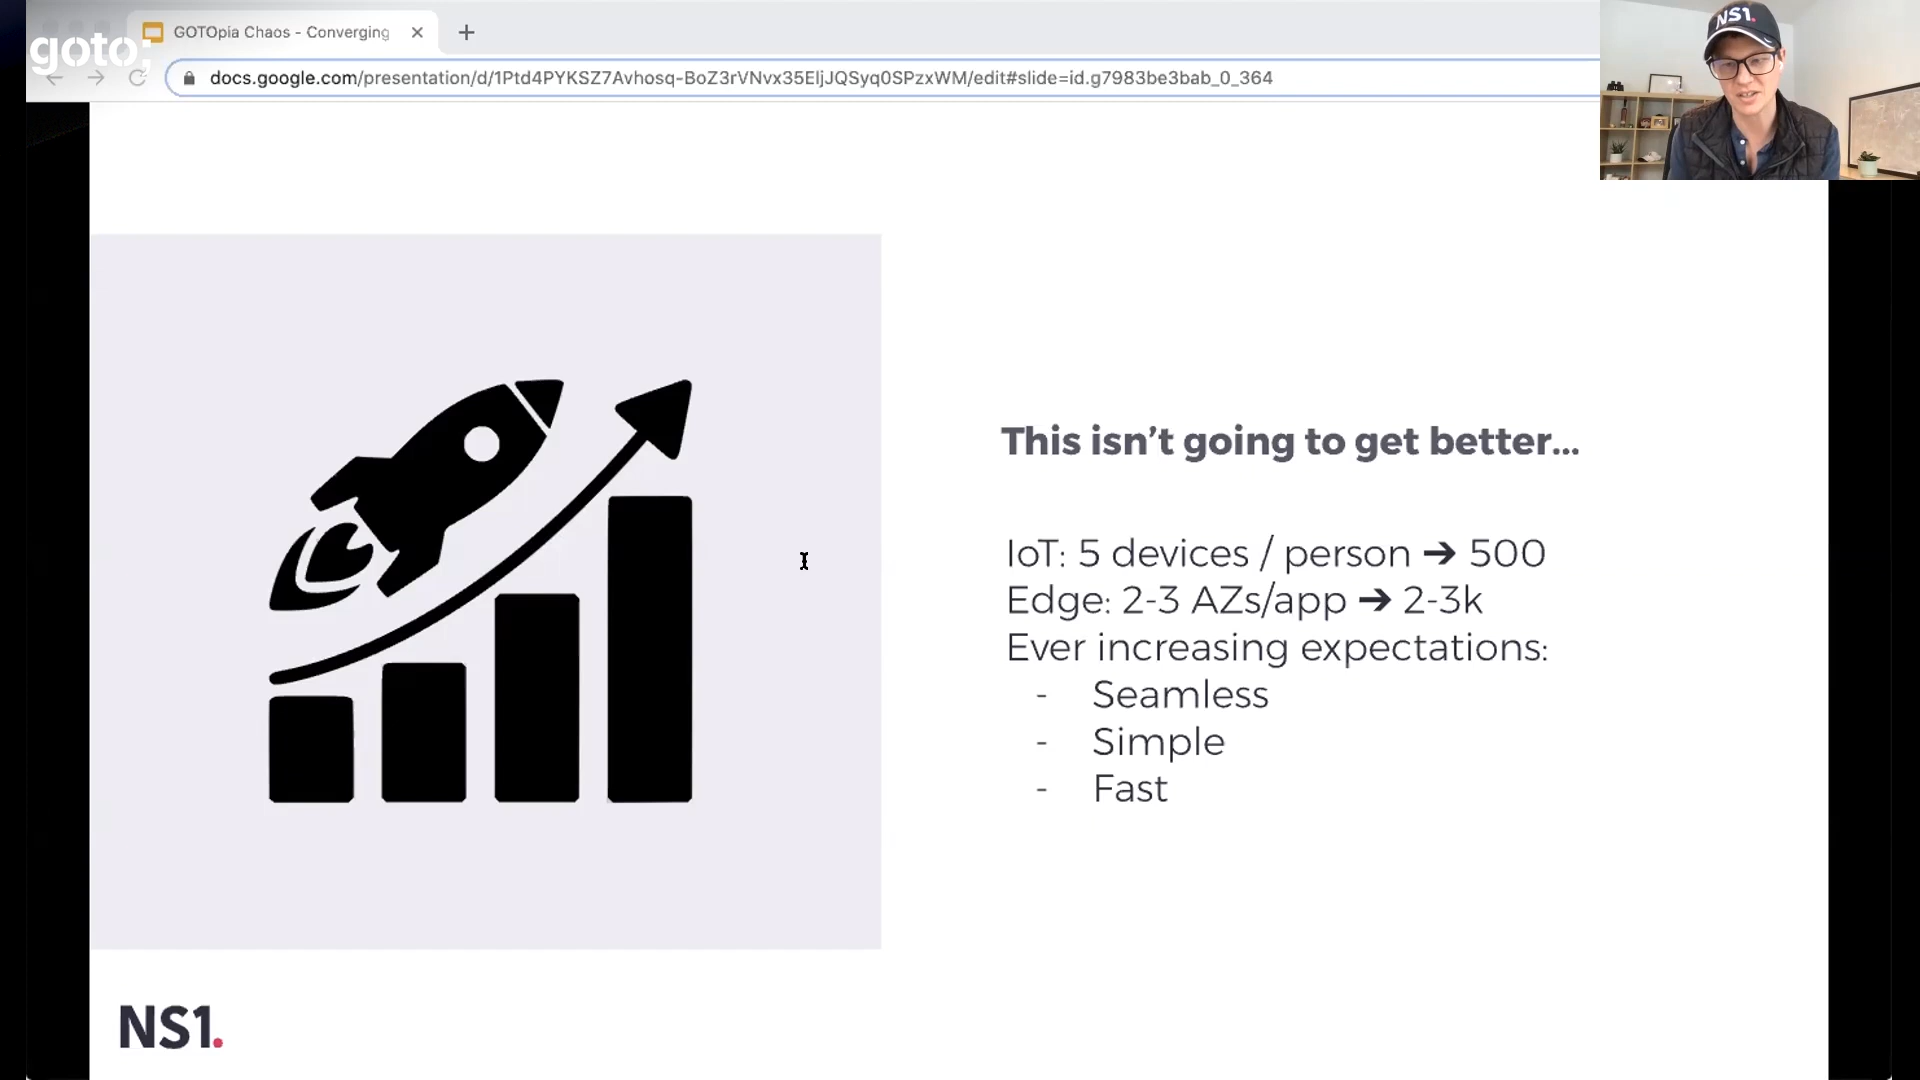 goto;
GOTOpia Chaos - Converging
docs.google.com/presentation/d/1Ptd4PYKSZ7Avhosq-BoZ3rVNvx35EljJQSyq0SPzxWM/edit#slide=id.g7983be3bab_0_364
NS1.
This isn’t going to get better...
IoT: 5 devices / person ➔ 500
Edge: 2-3 AZs/app ➔ 2-3k
Ever increasing expectations:
- Seamless
- Simple
- Fast
NS1.